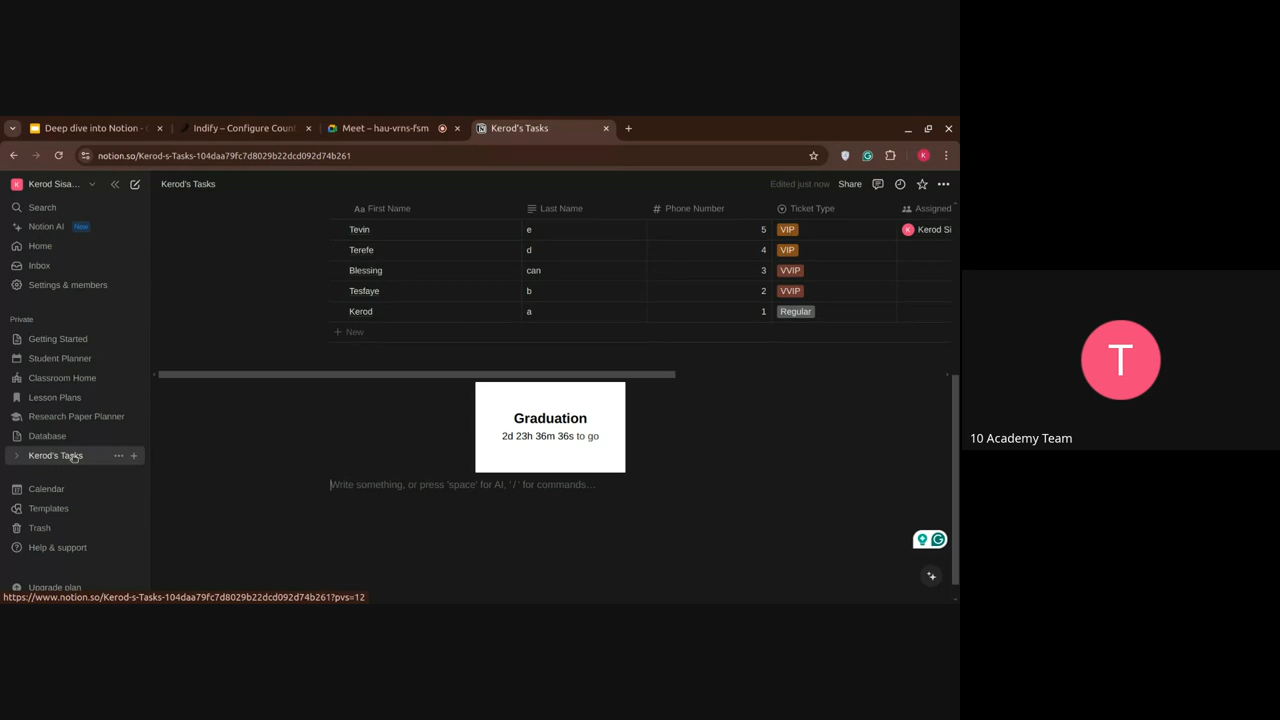 Deep dive into Notion -
Indify – Configure Coun
Meet – hau-vrns-fsm
Kerod's Tasks
notion.so/Kerod-s-Tasks-104daa79fc7d8029b22dcd092d74b261
K
K
Kerod Sisa…
Kerod's Tasks
Edited just now
Share
Search
Notion AI New
Home
Inbox
Settings & members
Private
Getting Started
Student Planner
Classroom Home
Lesson Plans
Research Paper Planner
Database
Kerod's Tasks
Calendar
Templates
Trash
Help & support
Upgrade plan
https://www.notion.so/Kerod-s-Tasks-104daa79fc7d8029b22dcd092d74b261?pvs=12
Aa First Name Last Name # Phone Number Ticket Type Assigned
Tevin e 5 VIP K Kerod Si
Terefe d 4 VIP
Blessing can 3 VVIP
Tesfaye b 2 VVIP
Kerod a 1 Regular
+ New
Graduation
2d 23h 36m 36s to go
Write something, or press 'space' for AI, '/' for commands…
T
10 Academy Team